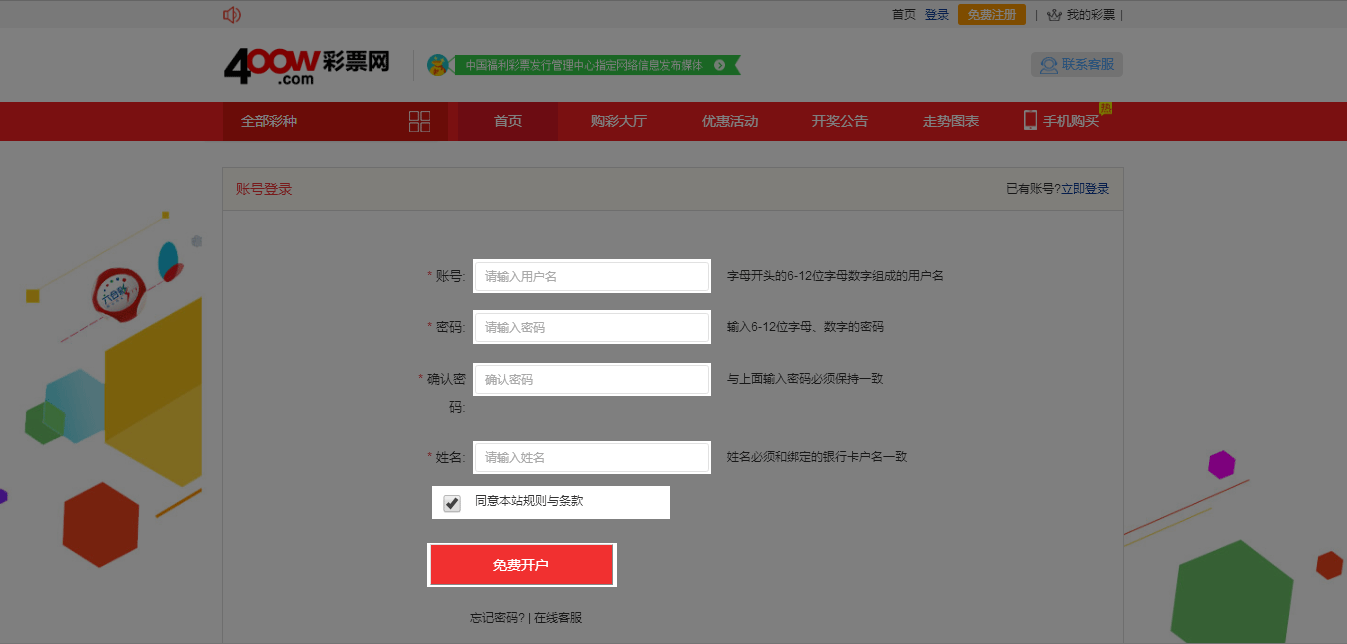 首页 登录 免费注册 | 我的彩票 |
400W彩票网
.com
中国福利彩票发行管理中心指定网络信息发布媒体
联系客服
全部彩种 首页 购彩大厅 优惠活动 开奖公告 走势图表 手机购买 热
账号登录 已有账号?立即登录
* 账号: 请输入用户名 字母开头的6-12位字母数字组成的用户名
* 密码: 请输入密码 输入6-12位字母、数字的密码
* 确认密 确认密码 与上面输入密码必须保持一致
码:
* 姓名: 请输入姓名 姓名必须和绑定的银行卡户名一致
同意本站规则与条款
免费开户
忘记密码? | 在线客服
六合彩